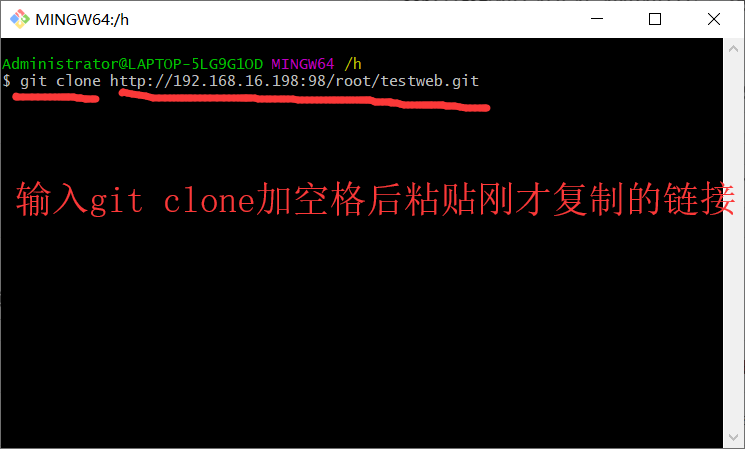 MINGW64:/h
Administrator@LAPTOP-5LG9G1OD MINGW64 /h
$ git clone http://192.168.16.198:98/root/testweb.git
输入git clone加空格后粘贴刚才复制的链接